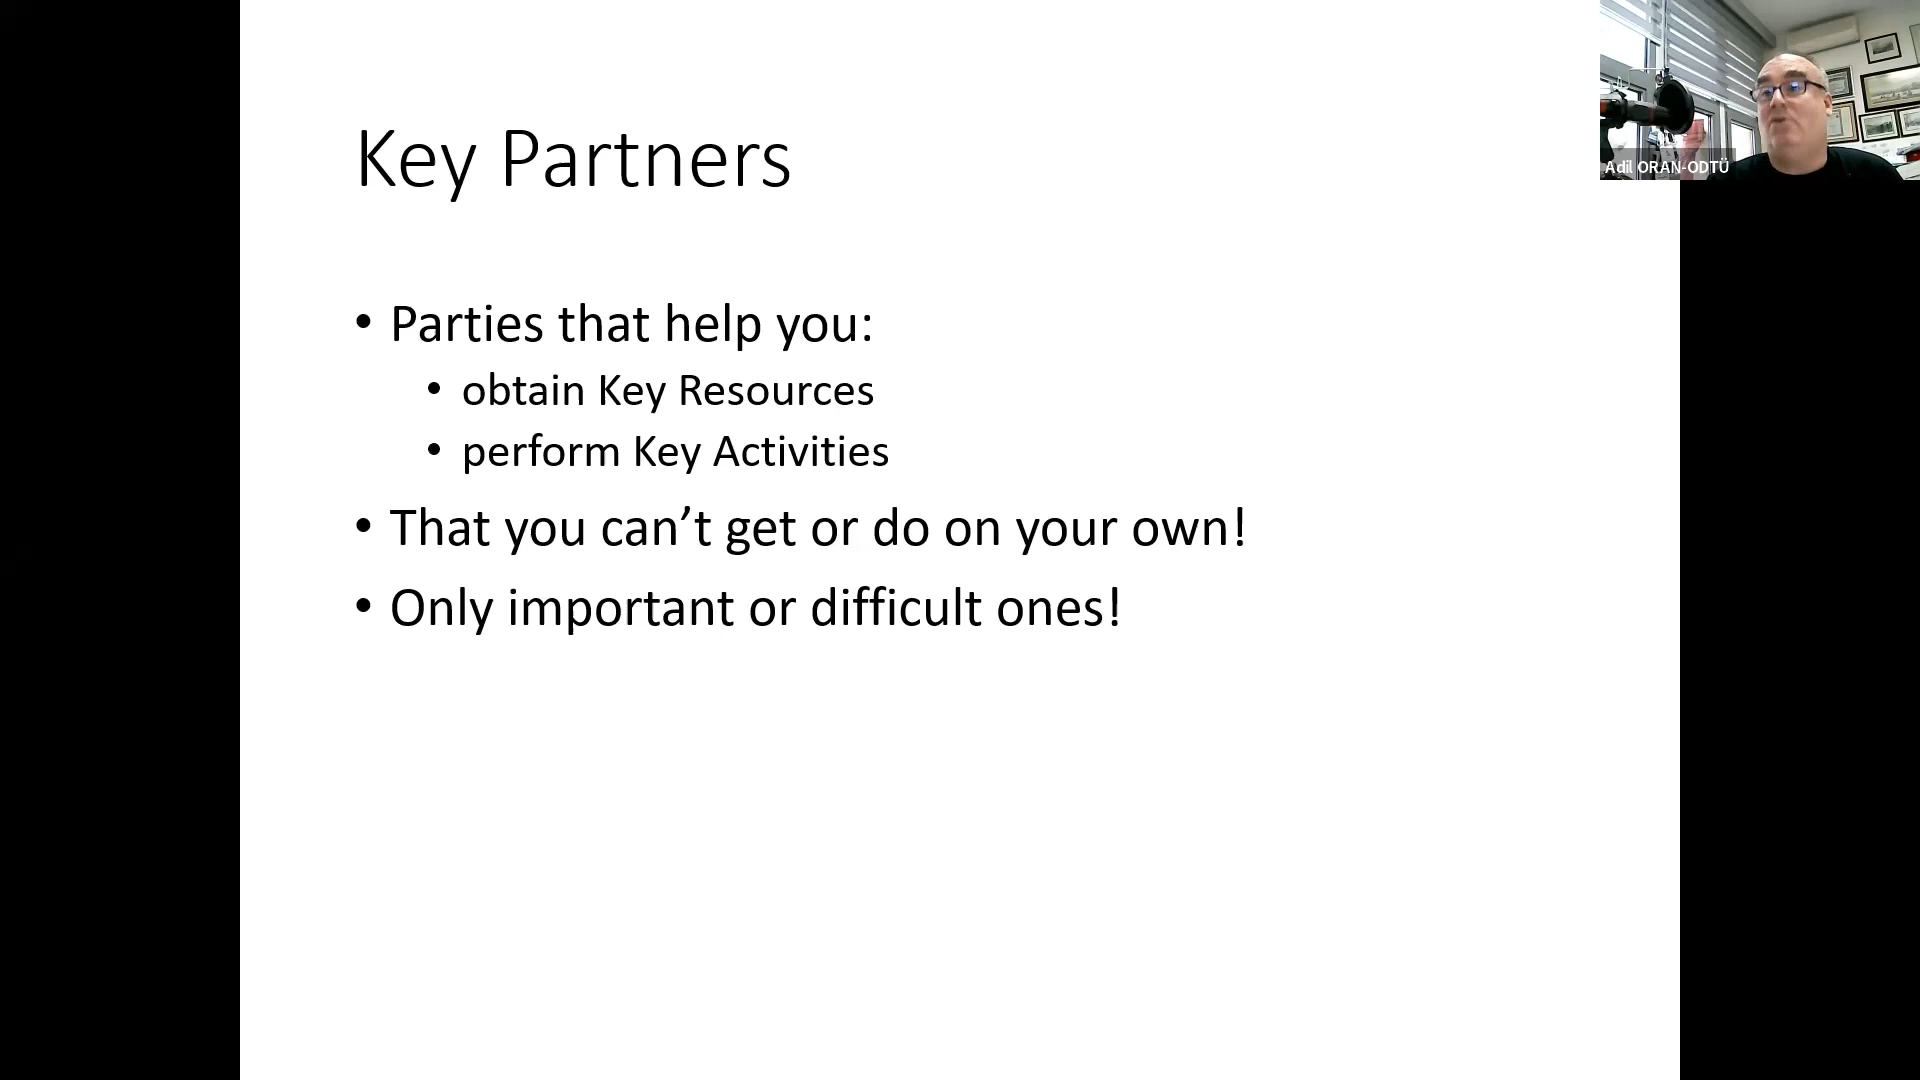 Key Partners
• Parties that help you:
• obtain Key Resources
• perform Key Activities
• That you can’t get or do on your own!
• Only important or difficult ones!
Adil ORAN-ODTÜ